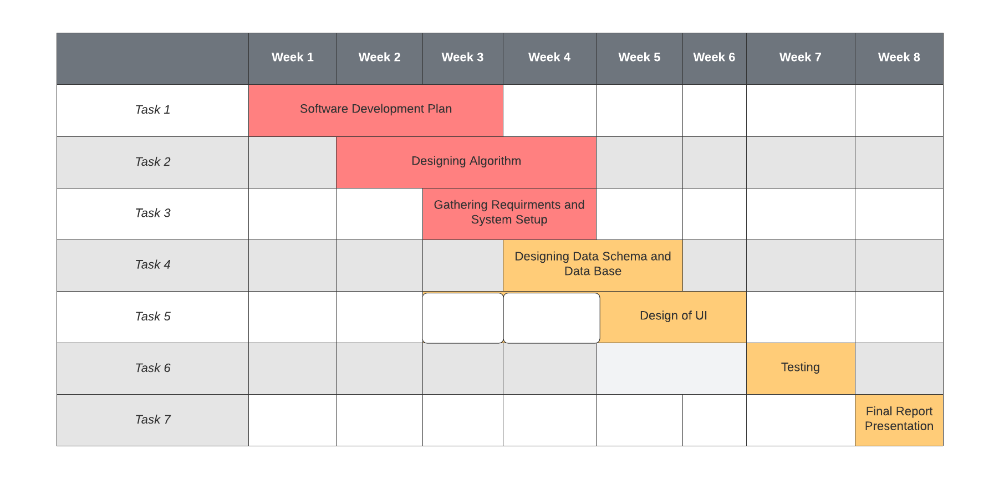 Week 1
Week 2
Week 3
Week 4
Week 5
Week 6
Week 7
Week 8
Task 1
Software Development Plan
Task 2
Designing Algorithm
Task 3
Gathering Requirments and
System Setup
Task 4
Designing Data Schema and
Data Base
Task 5
Design of UI
Task 6
Testing
Task 7
Final Report
Presentation